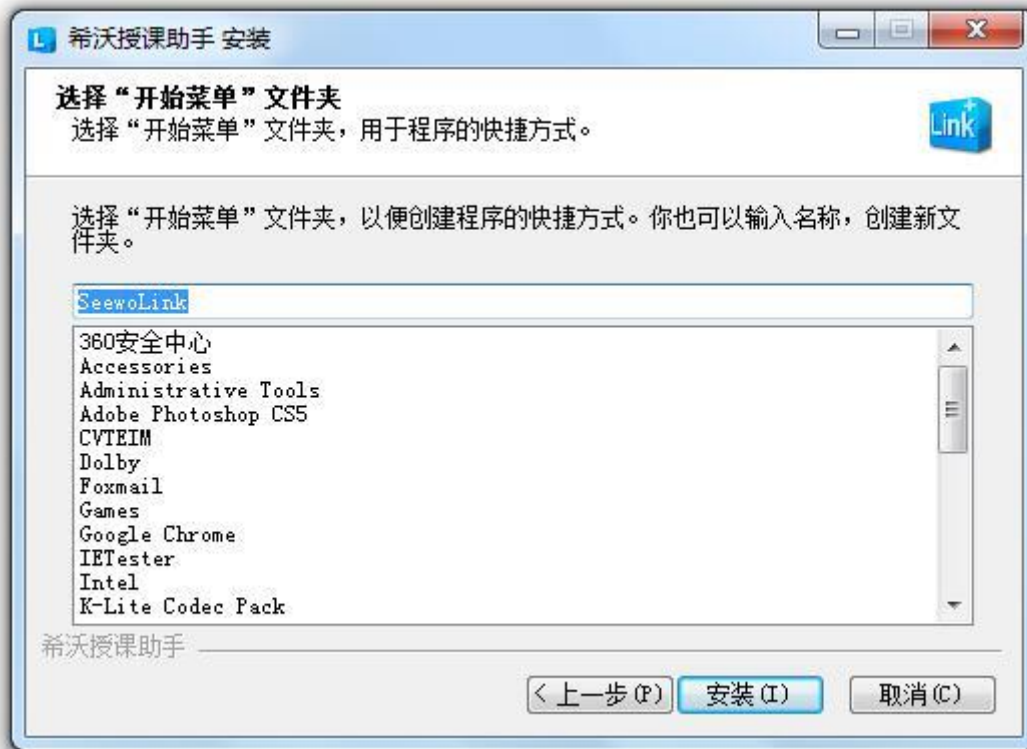 L 希沃授课助手 安装
选择“开始菜单”文件夹
选择“开始菜单”文件夹，用于程序的快捷方式。
Link
选择“开始菜单”文件夹，以便创建程序的快捷方式。你也可以输入名称，创建新文
件夹。
SeewoLink
360安全中心
Accessories
Administrative Tools
Adobe Photoshop CS5
CVTEIM
Dolby
Foxmail
Games
Google Chrome
IETester
Intel
K-Lite Codec Pack
希沃授课助手
< 上一步(P) 安装(I) 取消(C)